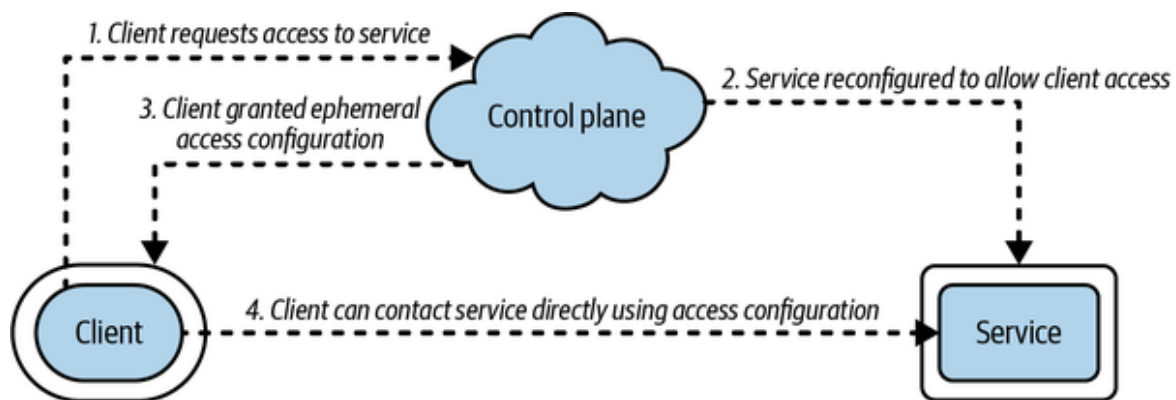 1. Client requests access to service
2. Service reconfigured to allow client access
3. Client granted ephemeral
access configuration
Control plane
4. Client can contact service directly using access configuration
Client
Service